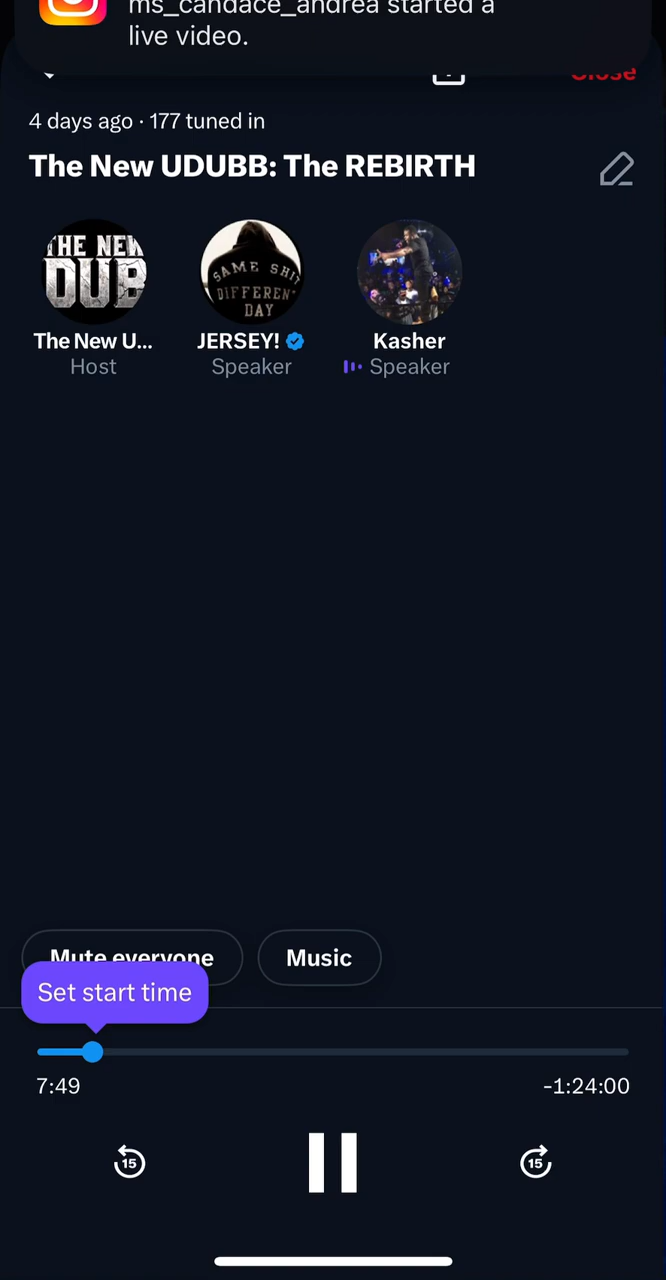 ms_candace_andrea started a
live video.
Close
4 days ago · 177 tuned in
The New UDUBB: The REBIRTH
THE NEW
DUB
SAME SHIT
DIFFERENT
DAY
The New U...
JERSEY!
Kasher
Host
Speaker
Speaker
Mute everyone
Music
Set start time
7:49
-1:24:00
15
15